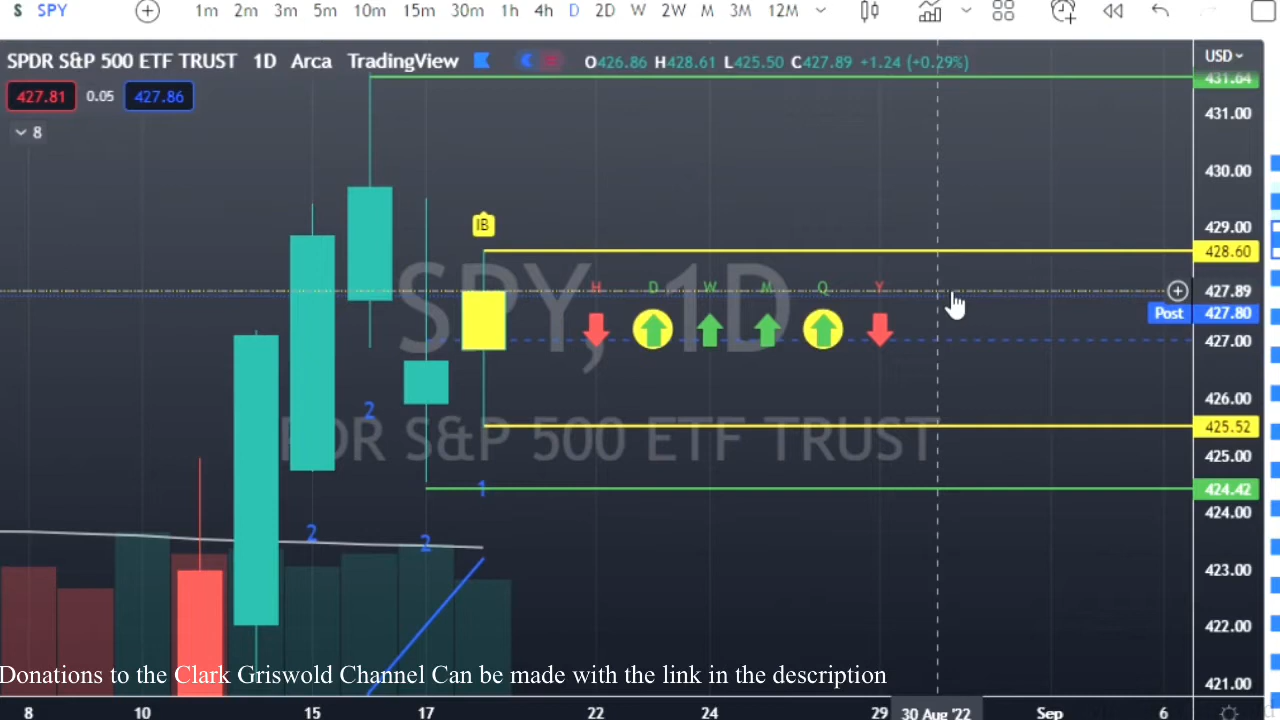 S SPY 1m 2m 3m 5m 10m 15m 30m 1h 4h D 2D W 2W M 3M 12M
SPDR S&P 500 ETF TRUST 1D Arca TradingView O426.86 H428.61 L425.50 C427.89 +1.24 (+0.29%) USD
427.81 0.05 427.86
431.64
8
431.00
430.00
IB
429.00
428.60
SPY, 1D
H D W M Q Y
427.89
Post 427.80
427.00
426.00
2
425.52
SPDR S&P 500 ETF TRUST
425.00
1
424.42
424.00
2
2
423.00
422.00
Donations to the Clark Griswold Channel Can be made with the link in the description
421.00
8 10 15 17 22 24 29 30 Aug '22 Sep 6